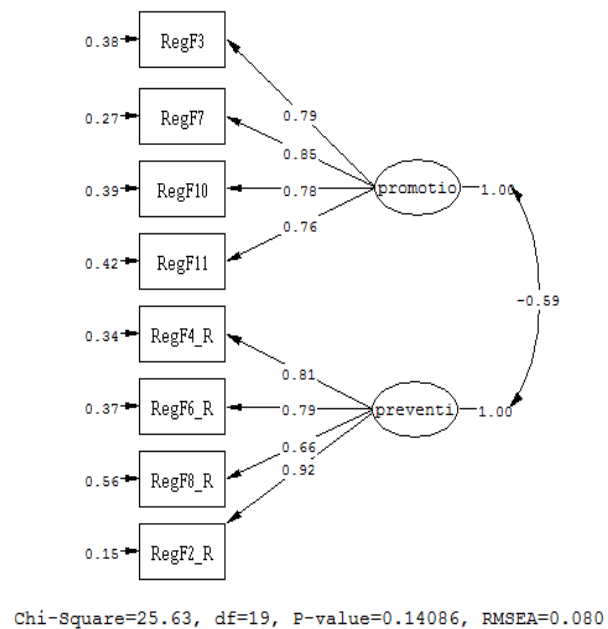 0.38 RegF3
0.79
0.27 RegF7
0.85
0.39 RegF10 0.78 promotio 1.00
0.76
0.42 RegF11
-0.59
0.34 RegF4_R
0.81
0.37 RegF6_R 0.79 preventi 1.00
0.66
0.92
0.56 RegF8_R
0.15 RegF2_R
Chi-Square=25.63, df=19, P-value=0.14086, RMSEA=0.080